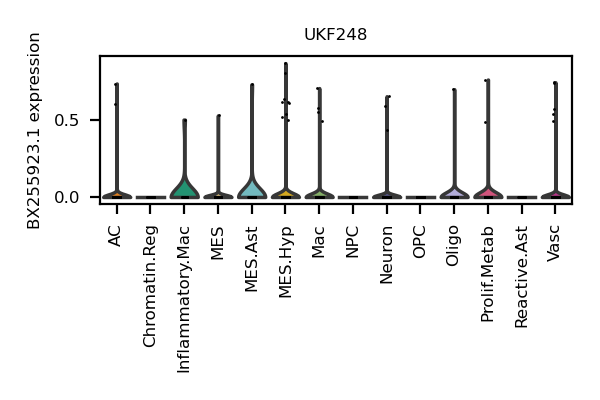 UKF248
BX255923.1 expression
0.5
0.0
AC
Chromatin.Reg
Inflammatory.Mac
MES
MES.Ast
MES.Hyp
Mac
NPC
Neuron
OPC
Oligo
Prolif.Metab
Reactive.Ast
Vasc